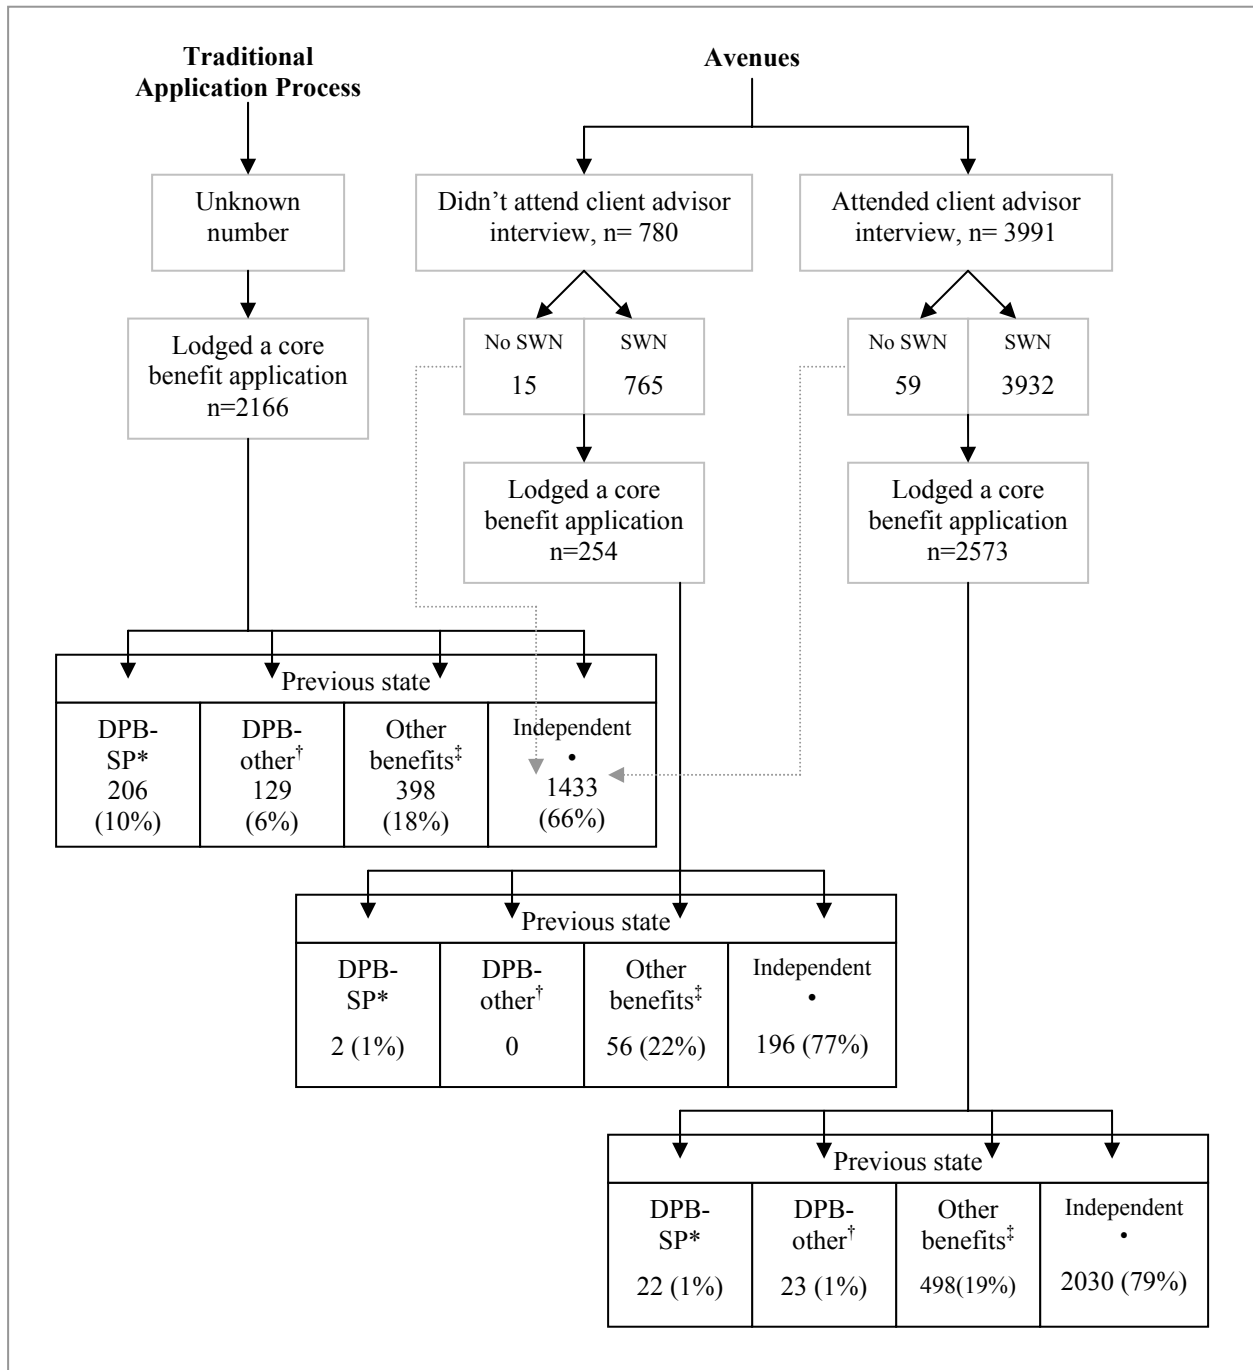 Traditional
Application Process
Avenues
Unknown
number
Didn't attend client advisor
interview, n= 780
Attended client advisor
interview, n= 3991
Lodged a core
benefit application
n=2166
No SWN
15
SWN
765
No SWN
59
SWN
3932
Lodged a core
benefit application
n=254
Lodged a core
benefit application
n=2573
Previous state
DPB-
SP*
206
(10%)
DPB-
other†
129
(6%)
Other
benefits‡
398
(18%)
Independent
•
1433
(66%)
Previous state
DPB-
SP*
2 (1%)
DPB-
other†
0
Other
benefits‡
56 (22%)
Independent
•
196 (77%)
Previous state
DPB-
SP*
22 (1%)
DPB-
other†
23 (1%)
Other
benefits‡
498(19%)
Independent
•
2030 (79%)